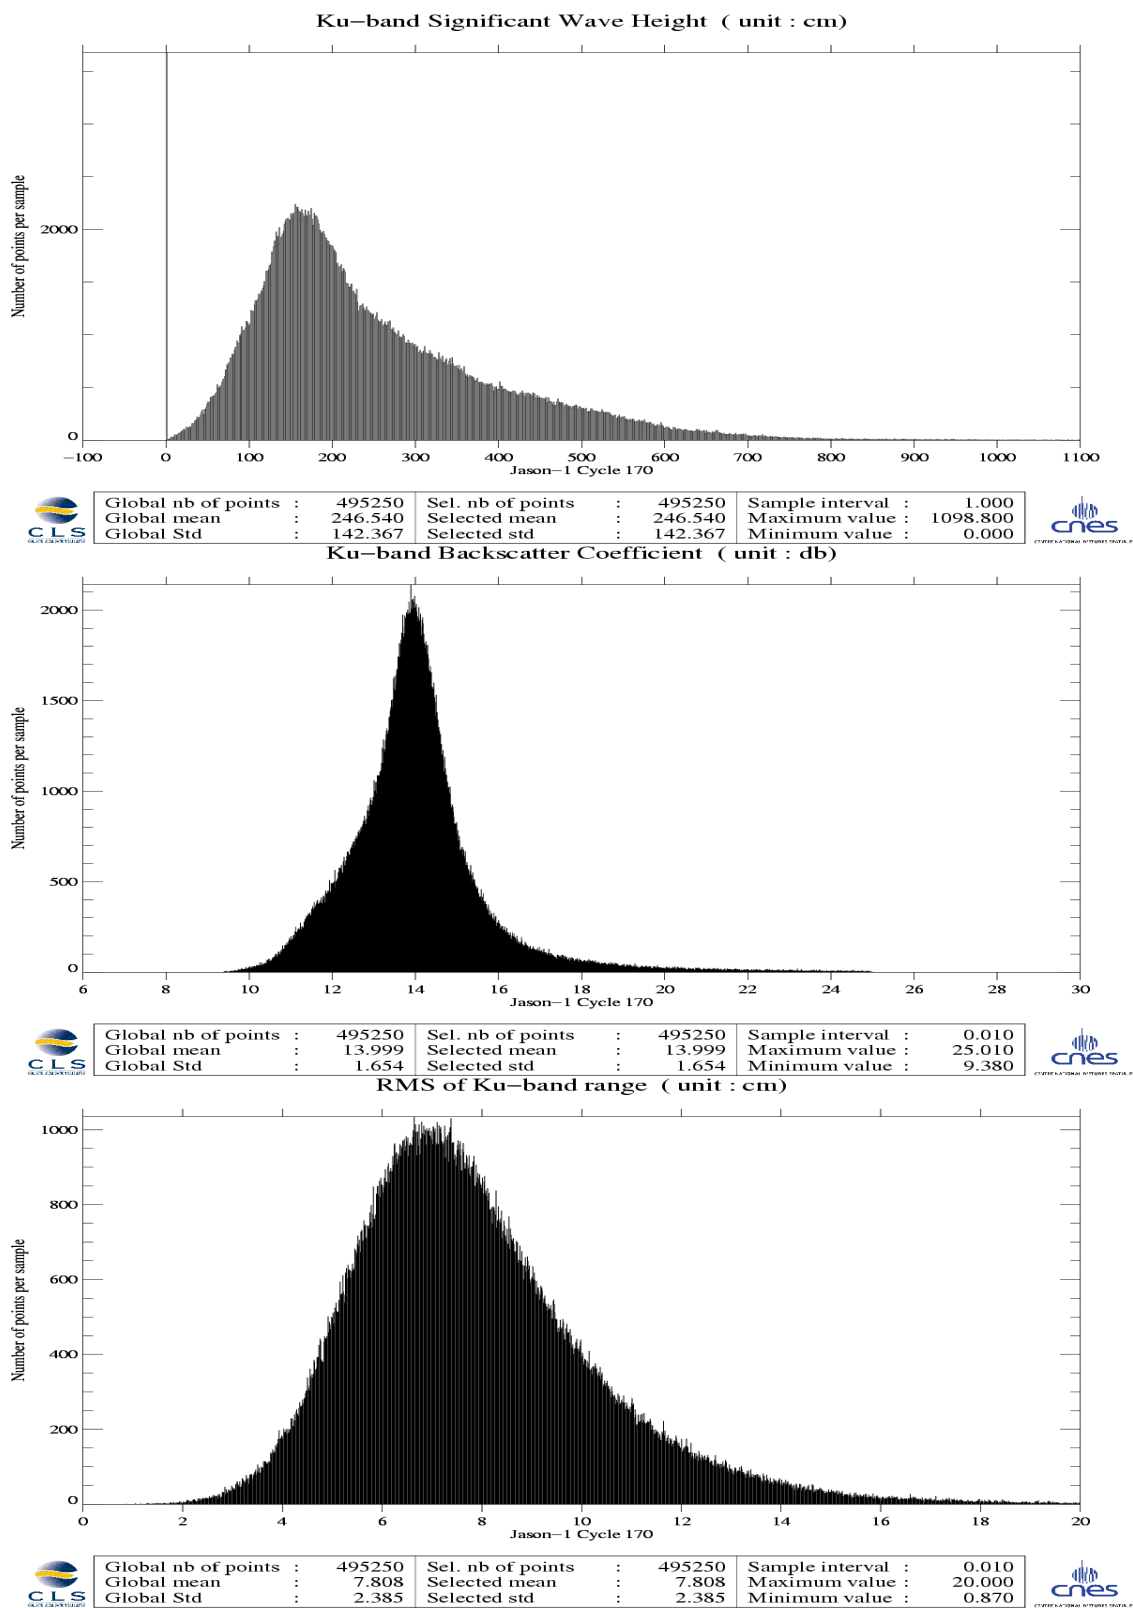 Ku-band Significant Wave Height ( unit : cm)
Number of points per sample
2000
0
-100 0 100 200 300 400 500 600 700 800 900 1000 1100
Jason-1 Cycle 170
CLS
Global nb of points : 495250 Sel. nb of points : 495250 Sample interval : 1.000
Global mean : 246.540 Selected mean : 246.540 Maximum value : 1098.800
Global Std : 142.367 Selected std : 142.367 Minimum value : 0.000
cnes
Ku-band Backscatter Coefficient ( unit : db)
Number of points per sample
2000
1500
1000
500
0
6 8 10 12 14 16 18 20 22 24 26 28 30
Jason-1 Cycle 170
CLS
Global nb of points : 495250 Sel. nb of points : 495250 Sample interval : 0.010
Global mean : 13.999 Selected mean : 13.999 Maximum value : 25.010
Global Std : 1.654 Selected std : 1.654 Minimum value : 9.380
cnes
RMS of Ku-band range ( unit : cm)
Number of points per sample
1000
800
600
400
200
0
0 2 4 6 8 10 12 14 16 18 20
Jason-1 Cycle 170
CLS
Global nb of points : 495250 Sel. nb of points : 495250 Sample interval : 0.010
Global mean : 7.808 Selected mean : 7.808 Maximum value : 20.000
Global Std : 2.385 Selected std : 2.385 Minimum value : 0.870
cnes